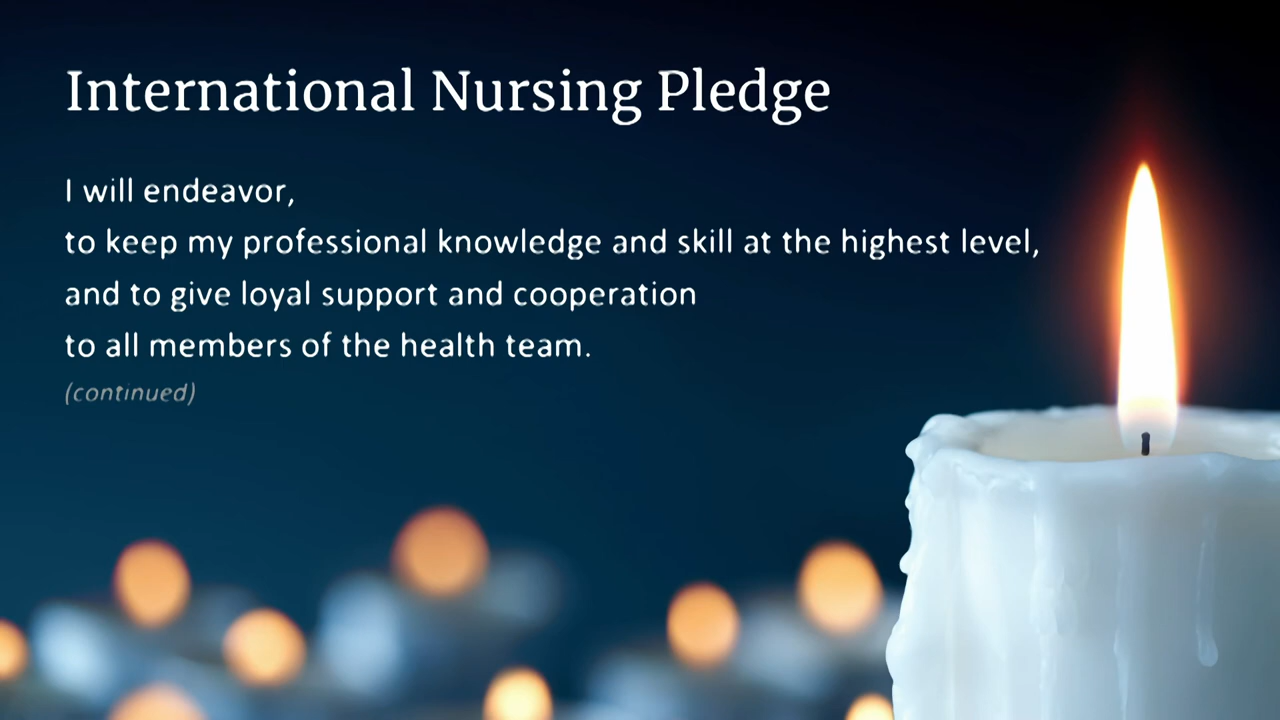 International Nursing Pledge
I will endeavor,
to keep my professional knowledge and skill at the highest level,
and to give loyal support and cooperation
to all members of the health team.
(continued)